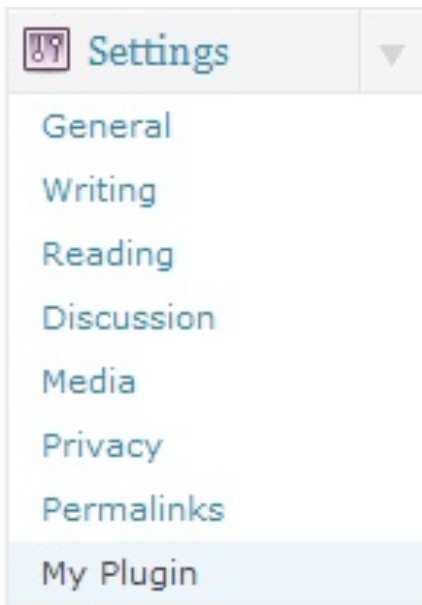 Settings
General
Writing
Reading
Discussion
Media
Privacy
Permalinks
My Plugin